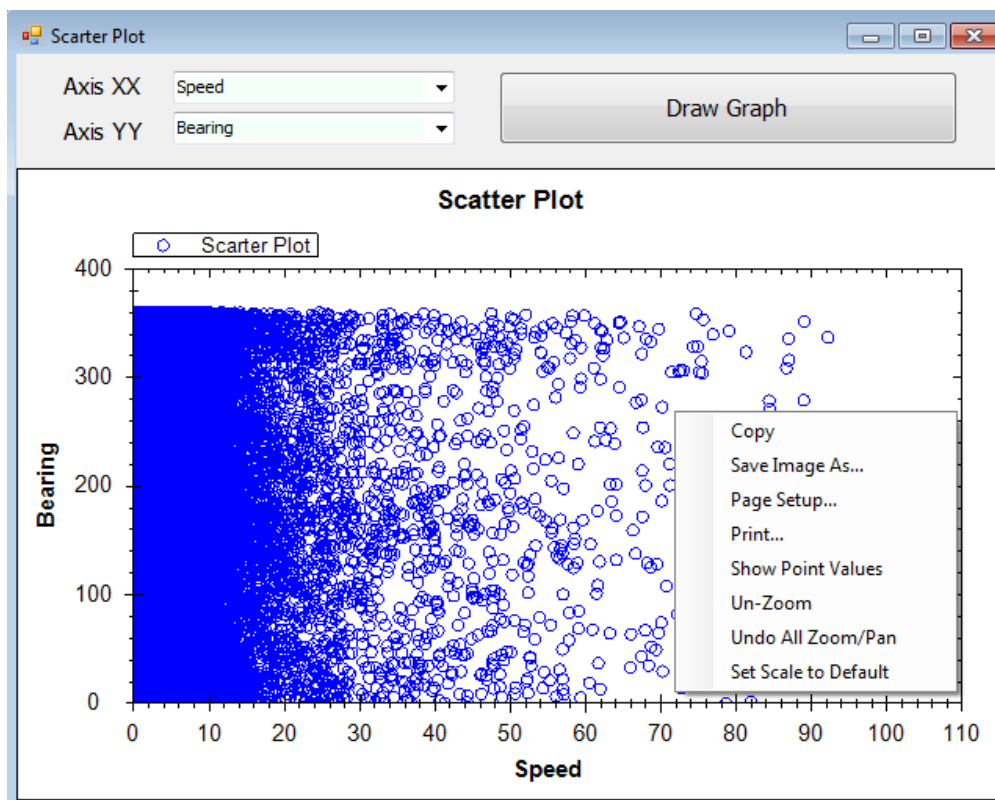 Scarter Plot
Axis XX Speed
Draw Graph
Axis YY Bearing
Scatter Plot
Scarter Plot
400
300
200
100
0
Bearing
Copy
Save Image As...
Page Setup...
Print...
Show Point Values
Un-Zoom
Undo All Zoom/Pan
Set Scale to Default
0 10 20 30 40 50 60 70 80 90 100 110
Speed